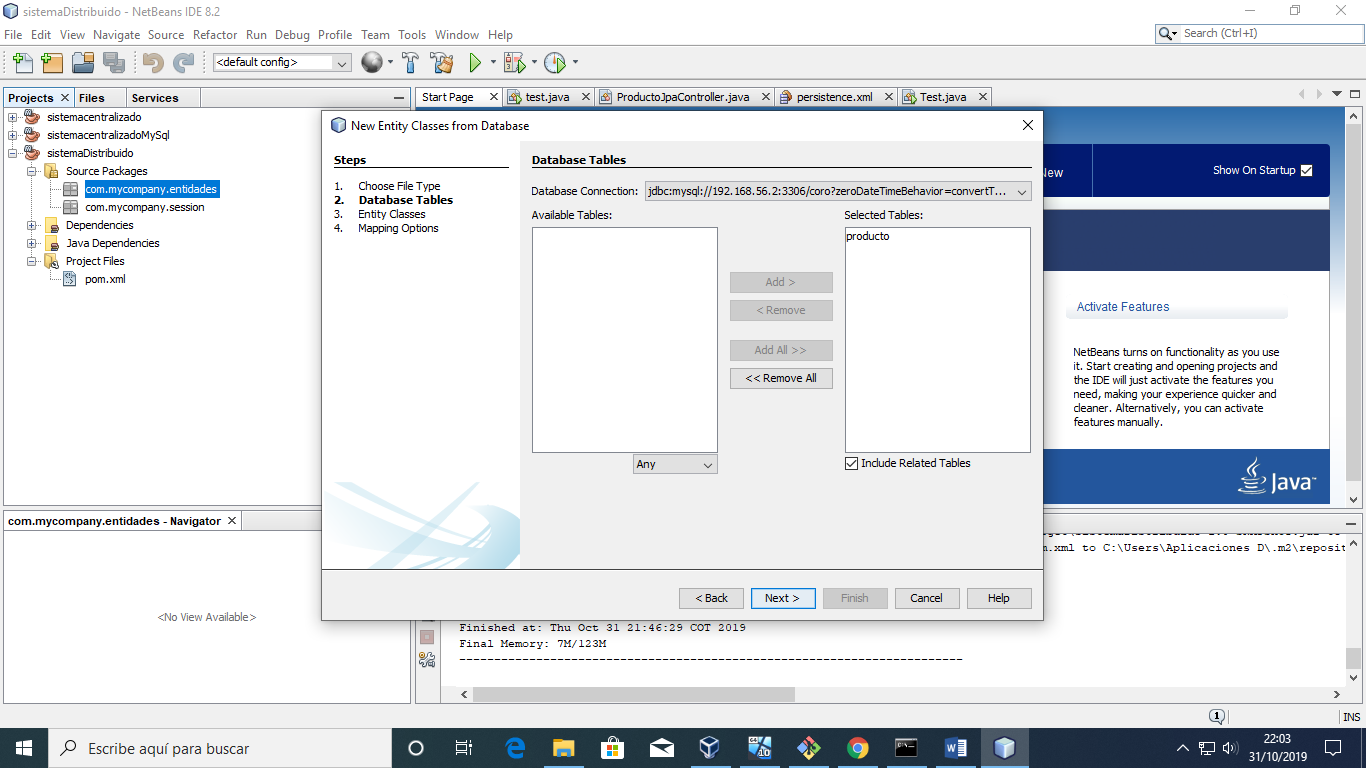 sistemaDistribuido - NetBeans IDE 8.2
File Edit View Navigate Source Refactor Run Debug Profile Team Tools Window Help
Search (Ctrl+I)
<default config>
Projects
Files
Services
Start Page
test.java
ProductoJpaController.java
persistence.xml
Test.java
sistemacentralizado
sistemacentralizadoMySql
sistemaDistribuido
Source Packages
com.mycompany.entidades
com.mycompany.session
Dependencies
Java Dependencies
Project Files
pom.xml
New Entity Classes from Database
Steps
1. Choose File Type
2. Database Tables
3. Entity Classes
4. Mapping Options
Database Tables
Database Connection: jdbc:mysql://192.168.56.2:3306/coro?zeroDateTimeBehavior=convertT...
Available Tables:
Selected Tables:
producto
Add >
< Remove
Add All >>
<< Remove All
Any
Include Related Tables
< Back
Next >
Finish
Cancel
Help
New
Show On Startup
Activate Features
NetBeans turns on functionality as you use
it. Start creating and opening projects and
the IDE will just activate the features you
need, making your experience quicker and
cleaner. Alternatively, you can activate
features manually.
Java™
com.mycompany.entidades - Navigator
<No View Available>
m.xml to C:\Users\Aplicaciones D\.m2\reposit
Finished at: Thu Oct 31 21:46:29 COT 2019
Final Memory: 7M/123M
------------------------------------------------------------------------
1
INS
Escribe aquí para buscar
22:03
31/10/2019